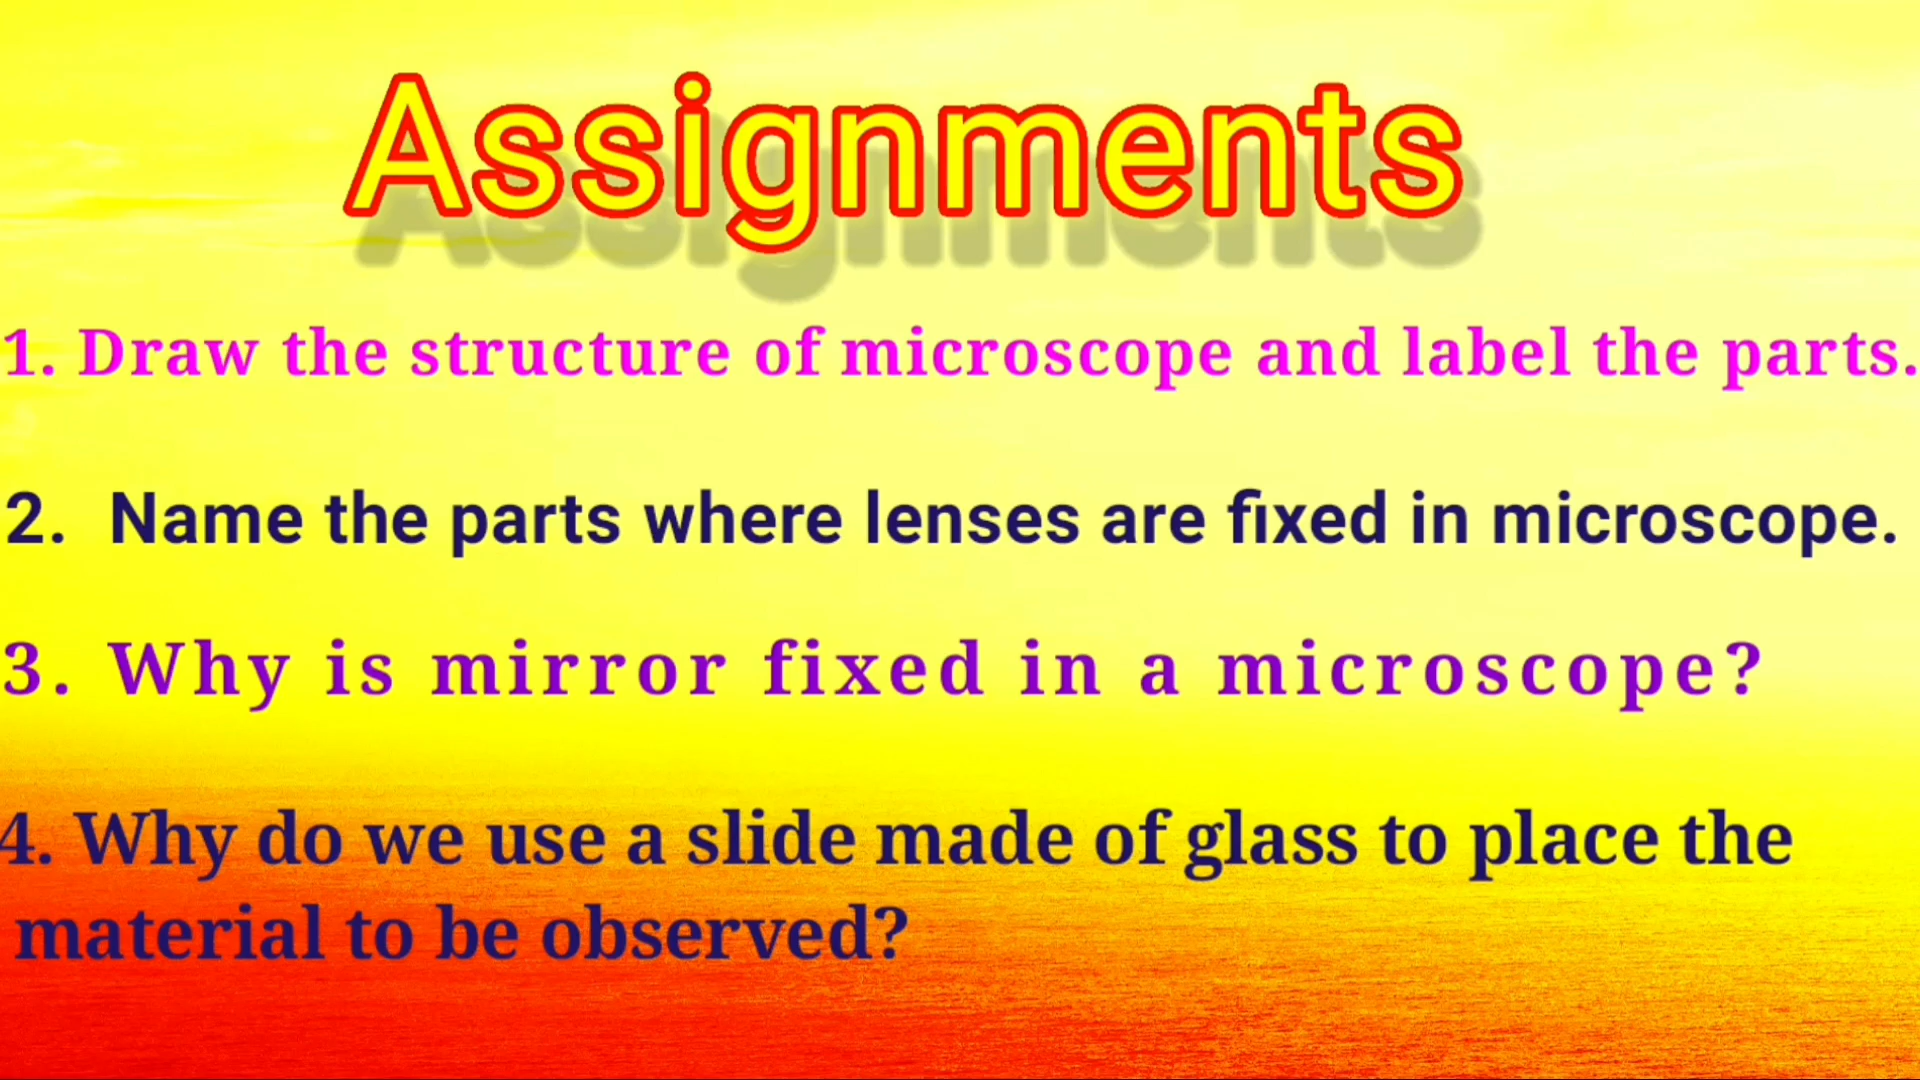 Assignments
1. Draw the structure of microscope and label the parts.
2. Name the parts where lenses are fixed in microscope.
3. Why is mirror fixed in a microscope?
4. Why do we use a slide made of glass to place the
material to be observed?